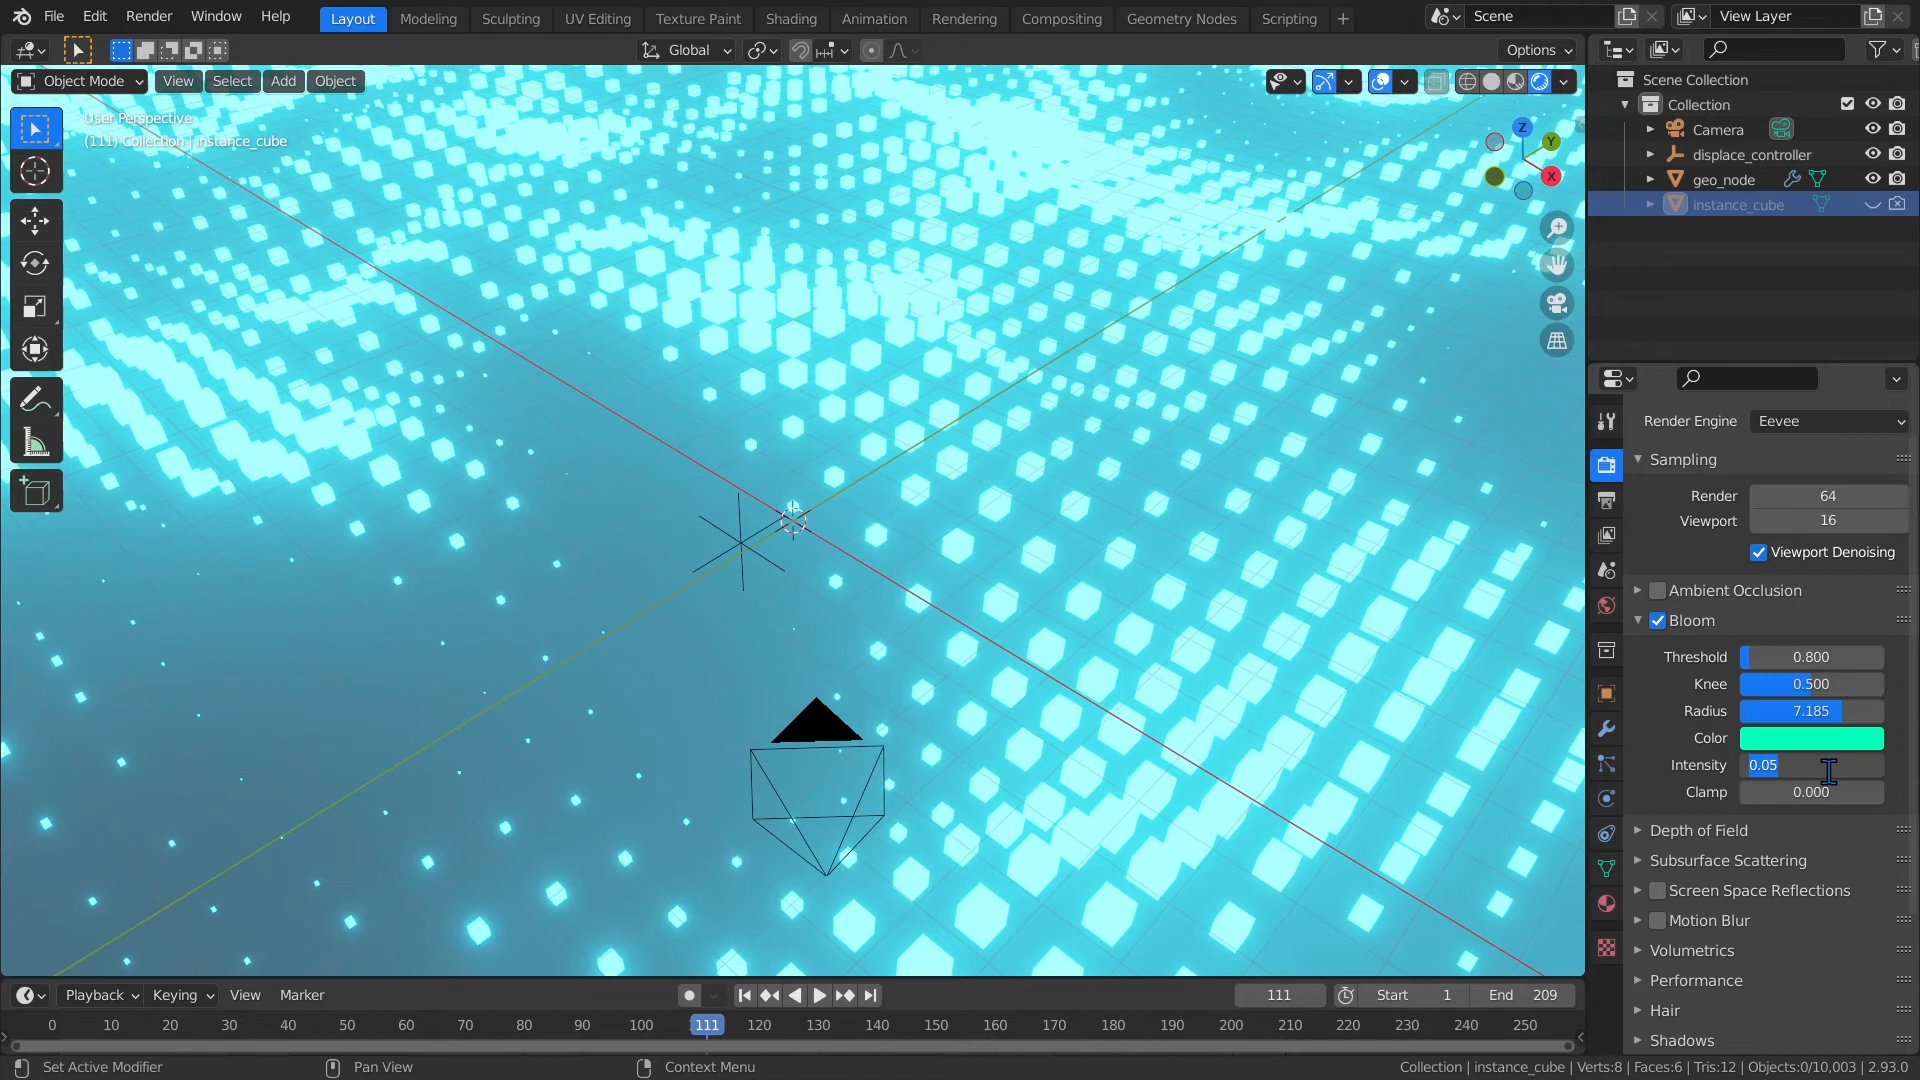 File Edit Render Window Help Layout Modeling Sculpting UV Editing Texture Paint Shading Animation Rendering Compositing Geometry Nodes Scripting + Scene View Layer
Global Options
Object Mode View Select Add Object
User Perspective
(111) Collection | instance_cube
Z
Y
X
Scene Collection
Collection
Camera
displace_controller
geo_node
instance_cube
Render Engine Eevee
Sampling
Render 64
Viewport 16
Viewport Denoising
Ambient Occlusion
Bloom
Threshold 0.800
Knee 0.500
Radius 7.185
Color
Intensity 0.05
Clamp 0.000
Depth of Field
Subsurface Scattering
Screen Space Reflections
Motion Blur
Volumetrics
Performance
Hair
Shadows
Playback Keying View Marker 111 Start 1 End 209
0 10 20 30 40 50 60 70 80 90 100 111 120 130 140 150 160 170 180 190 200 210 220 230 240 250
Set Active Modifier Pan View Context Menu Collection | instance_cube | Verts:8 | Faces:6 | Tris:12 | Objects:0/10,003 | 2.93.0